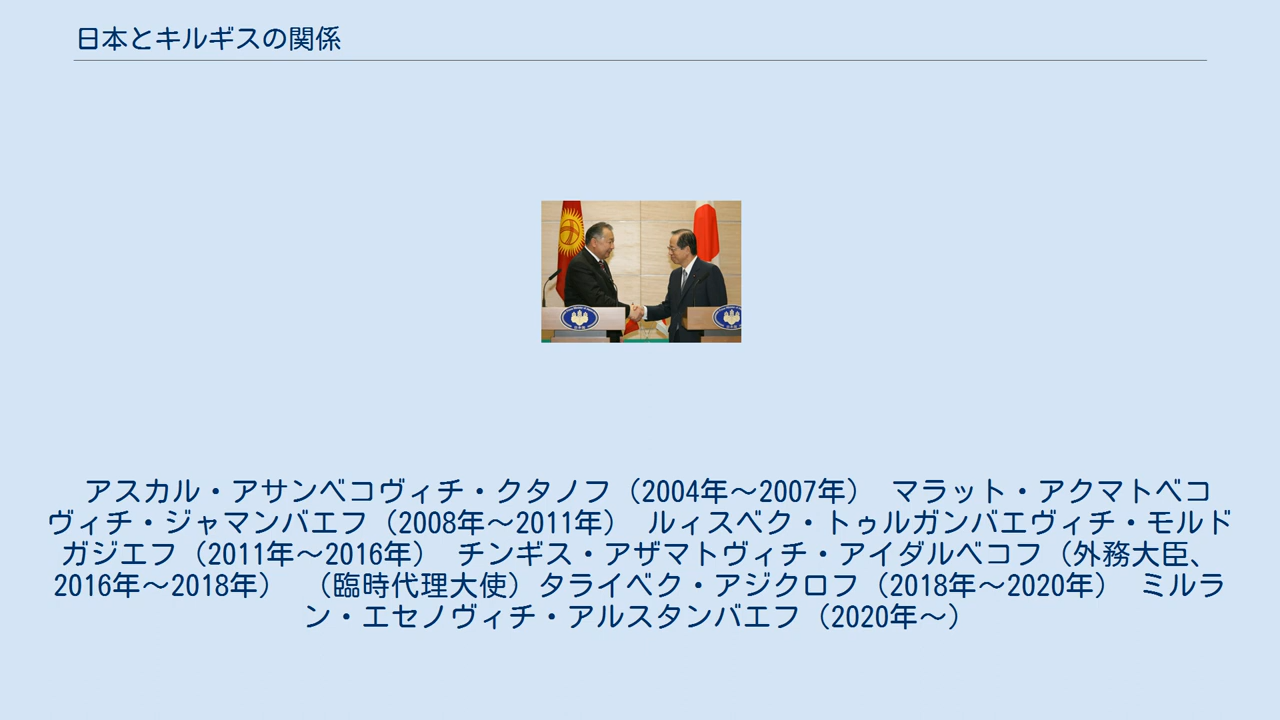 日本とキルギスの関係
アスカル・アサンベコヴィチ・クタノフ（2004年～2007年） マラット・アクマトベコ
ヴィチ・ジャマンバエフ（2008年～2011年） ルィスベク・トゥルガンバエヴィチ・モルド
ガジエフ（2011年～2016年） チンギス・アザマトヴィチ・アイダルベコフ（外務大臣、
2016年～2018年） （臨時代理大使）タライベク・アジクロフ（2018年～2020年） ミルラ
ン・エセノヴィチ・アルスタンバエフ（2020年～）